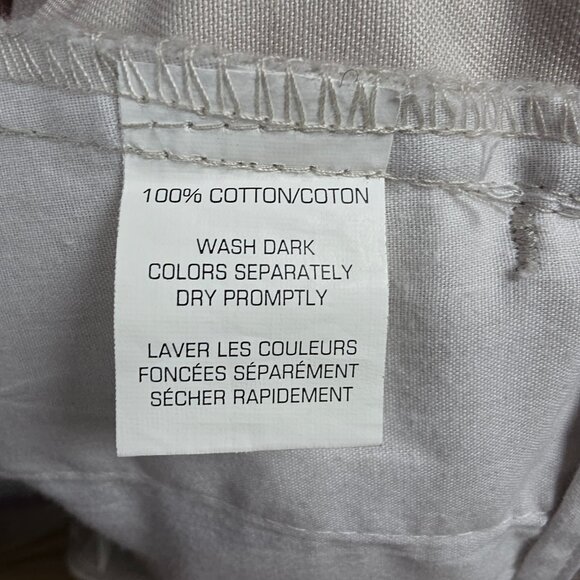 100% COTTON/COTON
WASH DARK
COLORS SEPARATELY
DRY PROMPTLY
LAVER LES COULEURS
FONCÉES SÉPARÉMENT
SÉCHER RAPIDEMENT